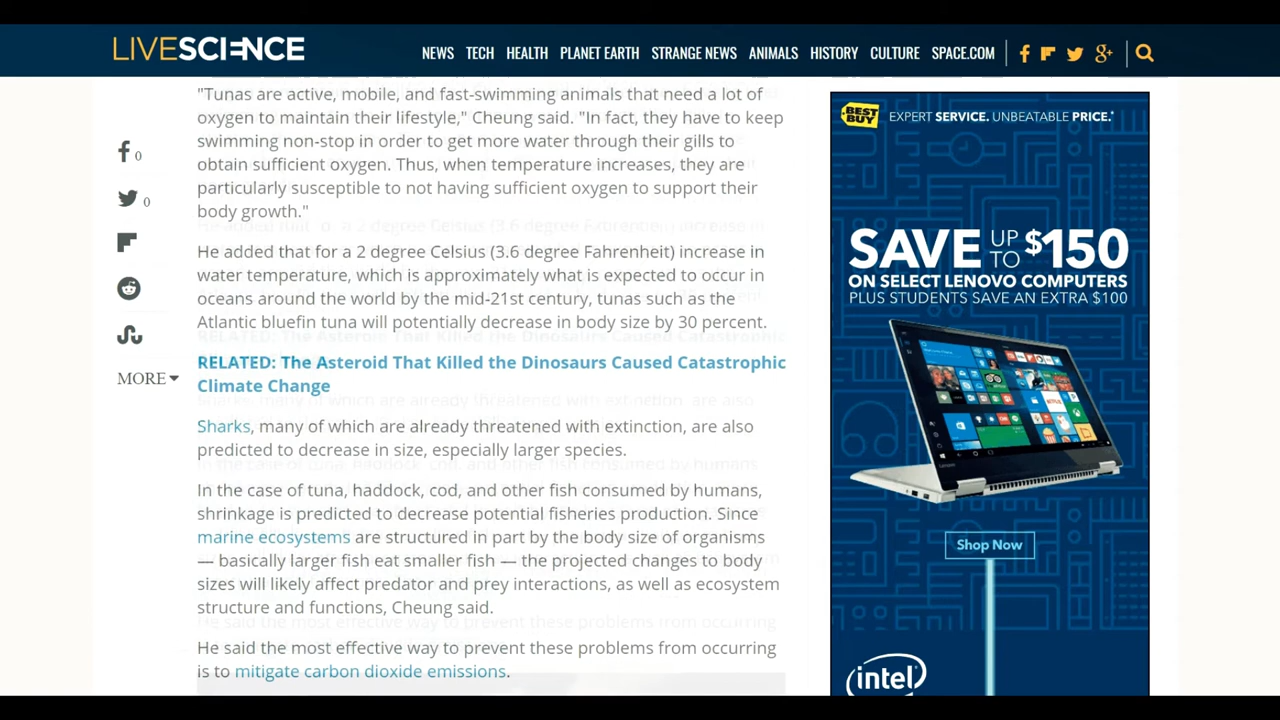 LIVESCIENCE
NEWS TECH HEALTH PLANET EARTH STRANGE NEWS ANIMALS HISTORY CULTURE SPACE.COM
"Tunas are active, mobile, and fast-swimming animals that need a lot of
oxygen to maintain their lifestyle," Cheung said. "In fact, they have to keep
swimming non-stop in order to get more water through their gills to
obtain sufficient oxygen. Thus, when temperature increases, they are
particularly susceptible to not having sufficient oxygen to support their
body growth."
He added that for a 2 degree Celsius (3.6 degree Fahrenheit) increase in
water temperature, which is approximately what is expected to occur in
oceans around the world by the mid-21st century, tunas such as the
Atlantic bluefin tuna will potentially decrease in body size by 30 percent.
RELATED: The Asteroid That Killed the Dinosaurs Caused Catastrophic
Climate Change
Sharks, many of which are already threatened with extinction, are also
predicted to decrease in size, especially larger species.
In the case of tuna, haddock, cod, and other fish consumed by humans,
shrinkage is predicted to decrease potential fisheries production. Since
marine ecosystems are structured in part by the body size of organisms
— basically larger fish eat smaller fish — the projected changes to body
sizes will likely affect predator and prey interactions, as well as ecosystem
structure and functions, Cheung said.
He said the most effective way to prevent these problems from occurring
is to mitigate carbon dioxide emissions.
0
0
MORE
BEST BUY
EXPERT SERVICE. UNBEATABLE PRICE.*
SAVE UP TO $150
ON SELECT LENOVO COMPUTERS
PLUS STUDENTS SAVE AN EXTRA $100
Shop Now
intel